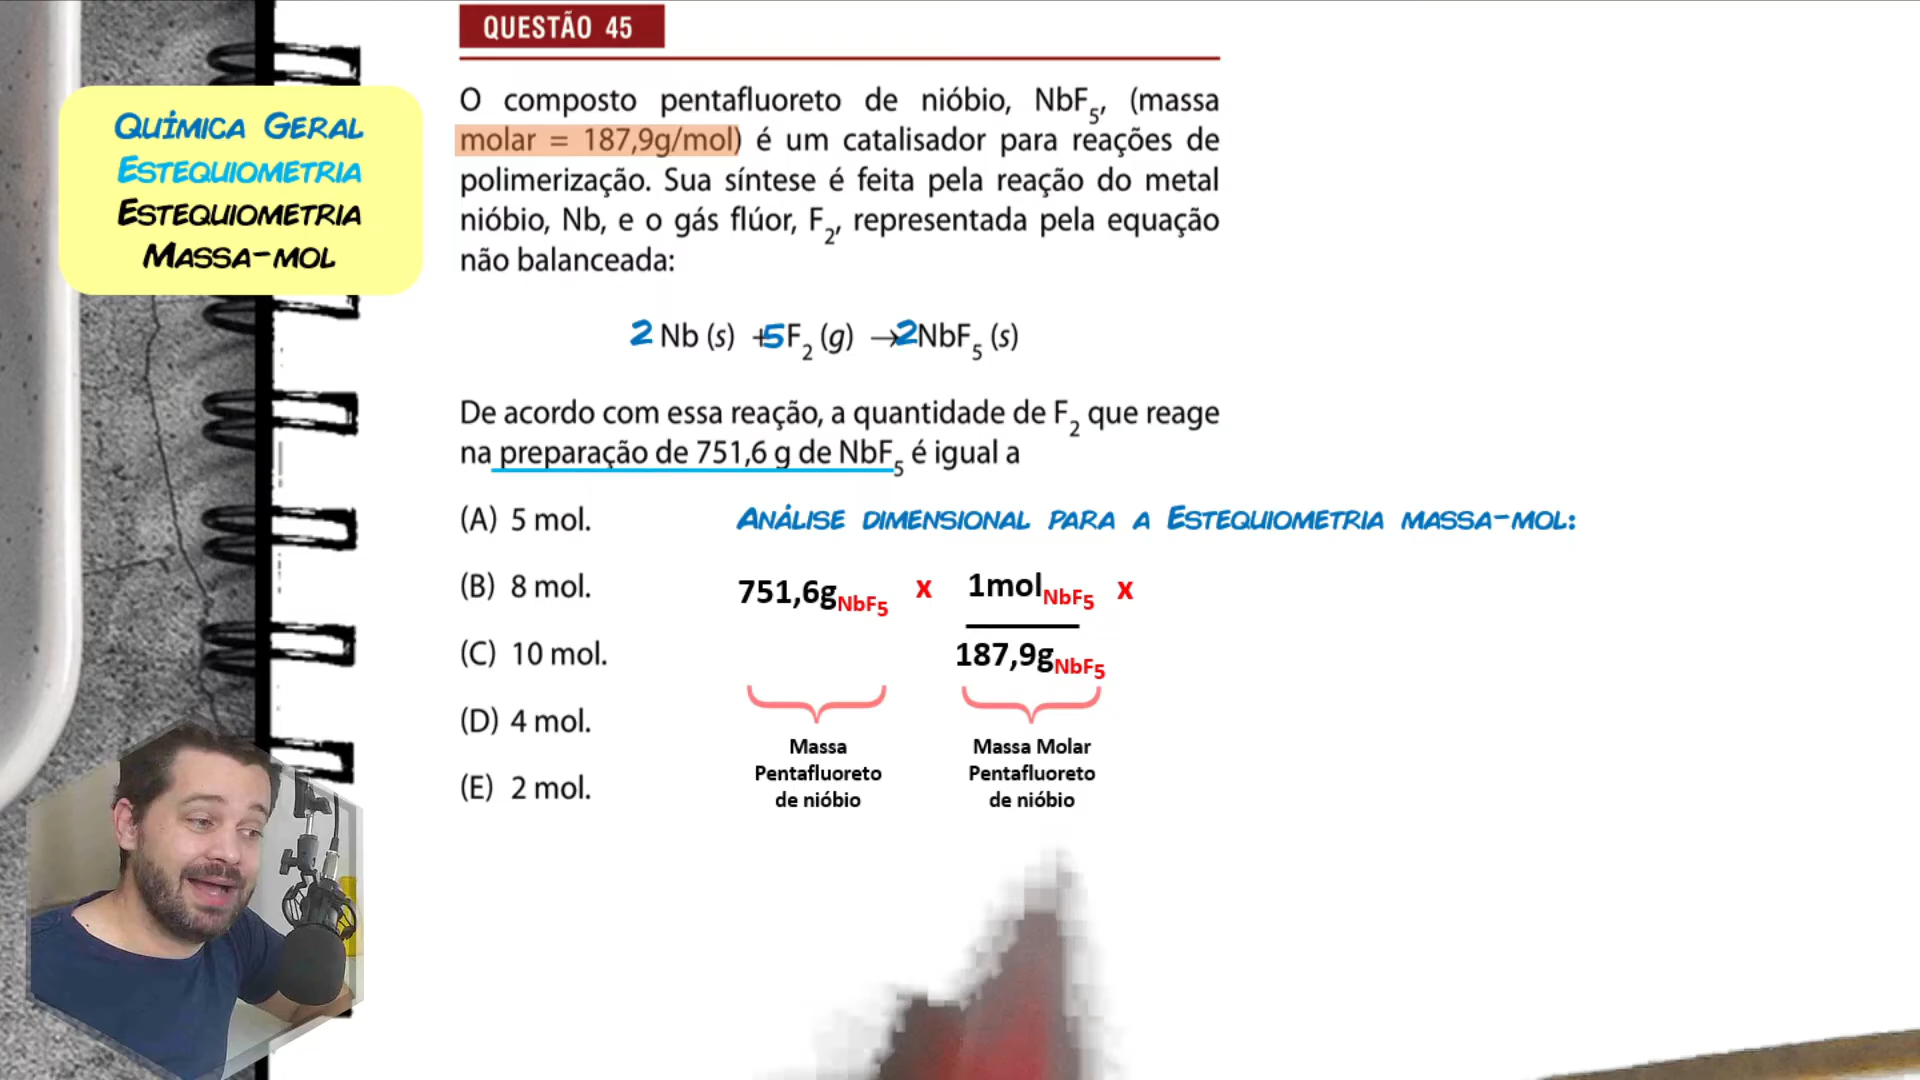 QUÍMICA GERAL
ESTEQUIOMETRIA
ESTEQUIOMETRIA
MASSA-MOL
QUESTÃO 45
O composto pentafluoreto de nióbio, NbF5, (massa
molar = 187,9g/mol) é um catalisador para reações de
polimerização. Sua síntese é feita pela reação do metal
nióbio, Nb, e o gás flúor, F2, representada pela equação
não balanceada:
2 Nb (s) + 5 F2 (g) → 2 NbF5 (s)
De acordo com essa reação, a quantidade de F2 que reage
na preparação de 751,6 g de NbF5 é igual a
(A) 5 mol.
(B) 8 mol.
(C) 10 mol.
(D) 4 mol.
(E) 2 mol.
ANÁLISE DIMENSIONAL PARA A ESTEQUIOMETRIA MASSA-MOL:
751,6gNbF5 x 1molNbF5 x
187,9gNbF5
Massa
Pentafluoreto
de nióbio
Massa Molar
Pentafluoreto
de nióbio